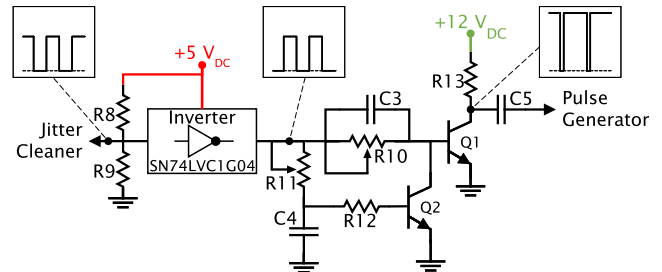 +5 V DC
+12 V DC
R8
Inverter
C3
R13
C5
Pulse
Generator
Jitter
Cleaner
R10
Q1
R9
SN74LVC1G04
R11
C4
R12
Q2